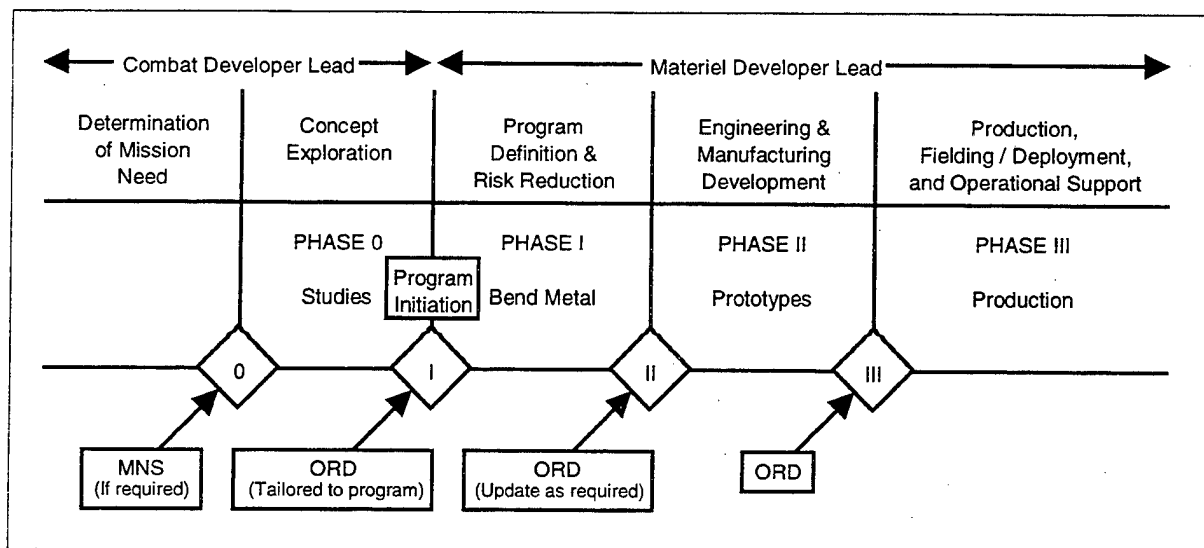 Combat Developer Lead
Materiel Developer Lead
Determination
of Mission
Need
Concept
Exploration
Program
Definition &
Risk Reduction
Engineering &
Manufacturing
Development
Production,
Fielding / Deployment,
and Operational Support
PHASE 0
PHASE I
PHASE II
PHASE III
Program
Initiation
Studies
Bend Metal
Prototypes
Production
0
I
II
III
MNS
(If required)
ORD
(Tailored to program)
ORD
(Update as required)
ORD